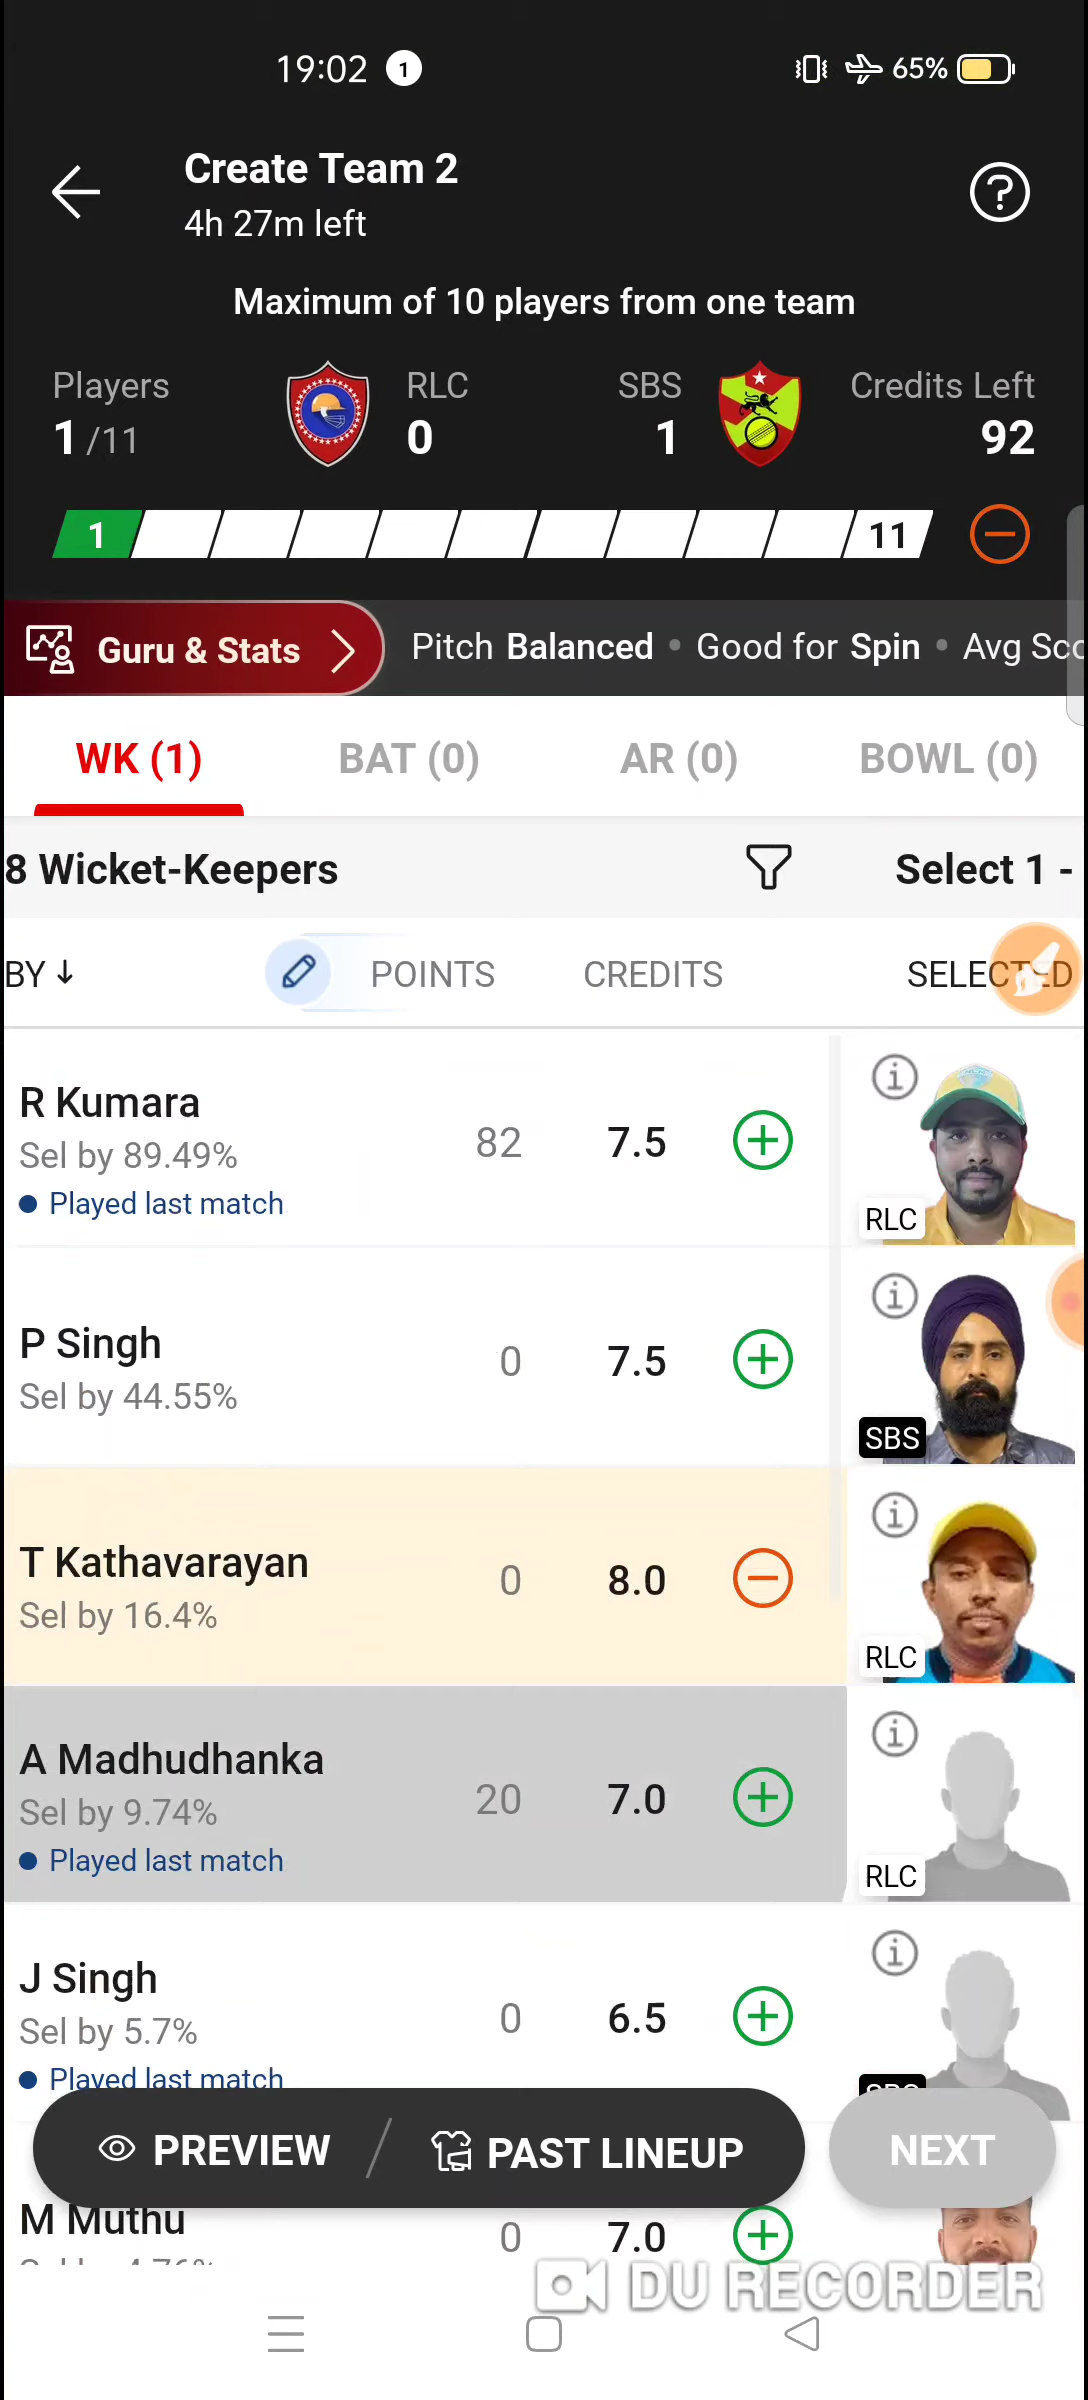 19:02 1 65%
Create Team 2
4h 27m left
Maximum of 10 players from one team
Players RLC SBS Credits Left
1 /11 0 1 92
1 11
Guru & Stats Pitch Balanced • Good for Spin • Avg Sco
WK (1) BAT (0) AR (0) BOWL (0)
8 Wicket-Keepers Select 1 -
BY ↓ POINTS CREDITS SELECTED
R Kumara
Sel by 89.49% 82 7.5
Played last match RLC
P Singh 0 7.5
Sel by 44.55% SBS
T Kathavarayan 0 8.0
Sel by 16.4% RLC
A Madhudhanka
Sel by 9.74% 20 7.0
Played last match RLC
J Singh
Sel by 5.7% 0 6.5
Played last match SBS
PREVIEW PAST LINEUP NEXT
M Muthu 0 7.0
DU RECORDER